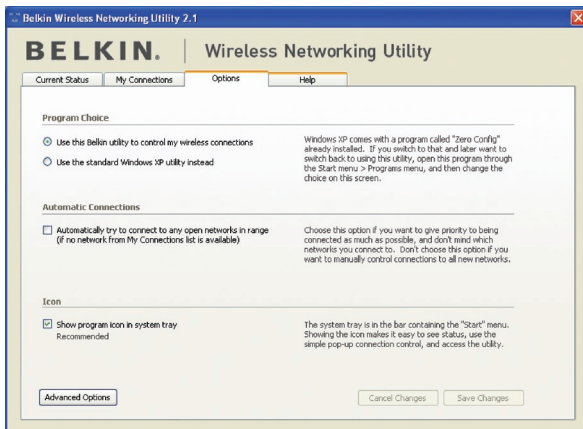 Belkin Wireless Networking Utility 2.1
BELKIN. Wireless Networking Utility
Current Status My Connections Options Help
Program Choice
Use this Belkin utility to control my wireless connections
Use the standard Windows XP utility instead
Windows XP comes with a program called "Zero Config"
already installed. If you switch to that and later want to
switch back to using this utility, open this program through
the Start menu > Programs menu, and then change the
choice on this screen.
Automatic Connections
Automatically try to connect to any open networks in range
(if no network from My Connections list is available)
Choose this option if you want to give priority to being
connected as much as possible, and don't mind which
networks you connect to. Don't choose this option if you
want to manually control connections to all new networks.
Icon
Show program icon in system tray
Recommended
The system tray is in the bar containing the "Start" menu.
Showing the icon makes it easy to see status, use the
simple pop-up connection control, and access the utility.
Advanced Options Cancel Changes Save Changes